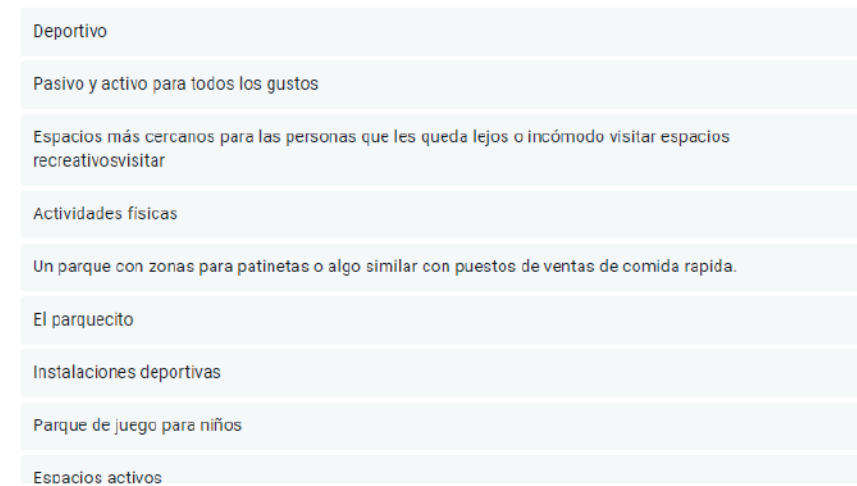 Deportivo
Pasivo y activo para todos los gustos
Espacios más cercanos para las personas que les queda lejos o incómodo visitar espacios
recreativosvisitar
Actividades físicas
Un parque con zonas para patinetas o algo similar con puestos de ventas de comida rapida.
El parquecito
Instalaciones deportivas
Parque de juego para niños
Espacios activos